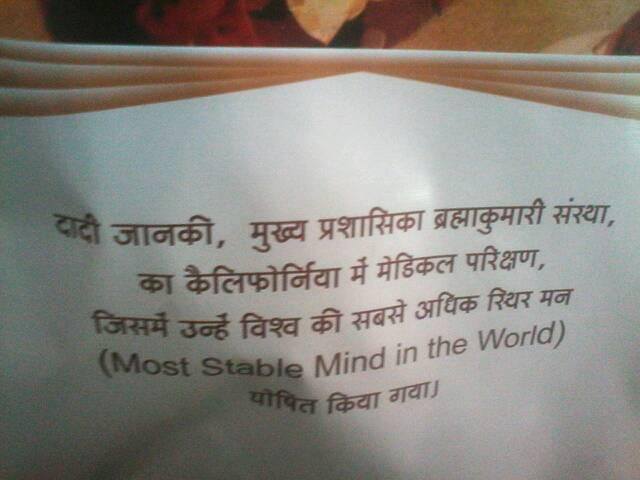 दादी जानकी, मुख्य प्रशासिका ब्रह्माकुमारी संस्था,
का कैलिफोर्निया में मेडिकल परिक्षण,
जिसमें उन्हें विश्व की सबसे अधिक स्थिर मन
(Most Stable Mind in the World)
घोषित किया गया।